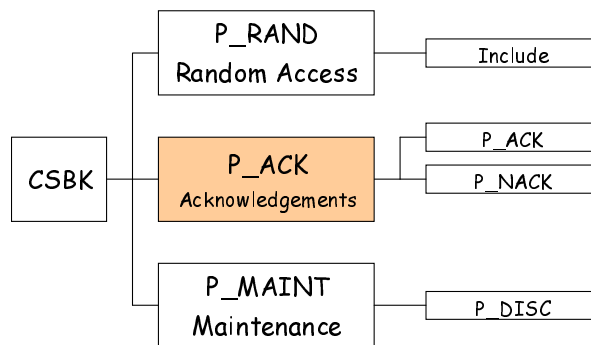 P_RAND
Random Access
Include
P_ACK
P_ACK
Acknowledgements
CSBK
P_NACK
P_MAINT
Maintenance
P_DISC